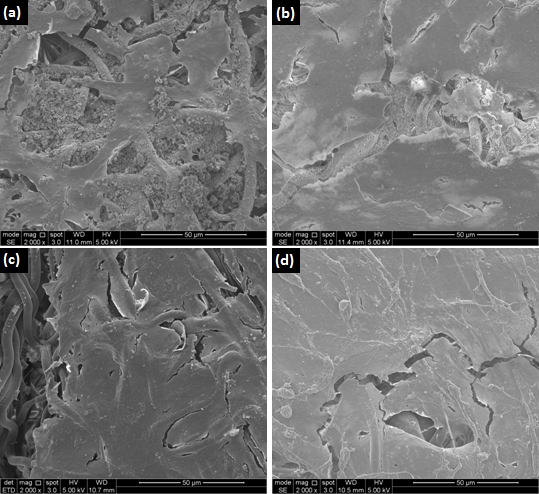 (a)
mode mag □ spot WD HV
SE 2 000 x 3.0 11.0 mm 5.00 kV
50 µm
(b)
mode mag □ spot WD HV
SE 2 000 x 3.0 11.4 mm 5.00 kV
50 µm
(c)
det mag □ spot HV WD
ETD 2 000 x 3.0 5.00 kV 10.7 mm
50 µm
(d)
mode mag □ spot WD HV
SE 2 000 x 3.0 10.5 mm 5.00 kV
50 µm